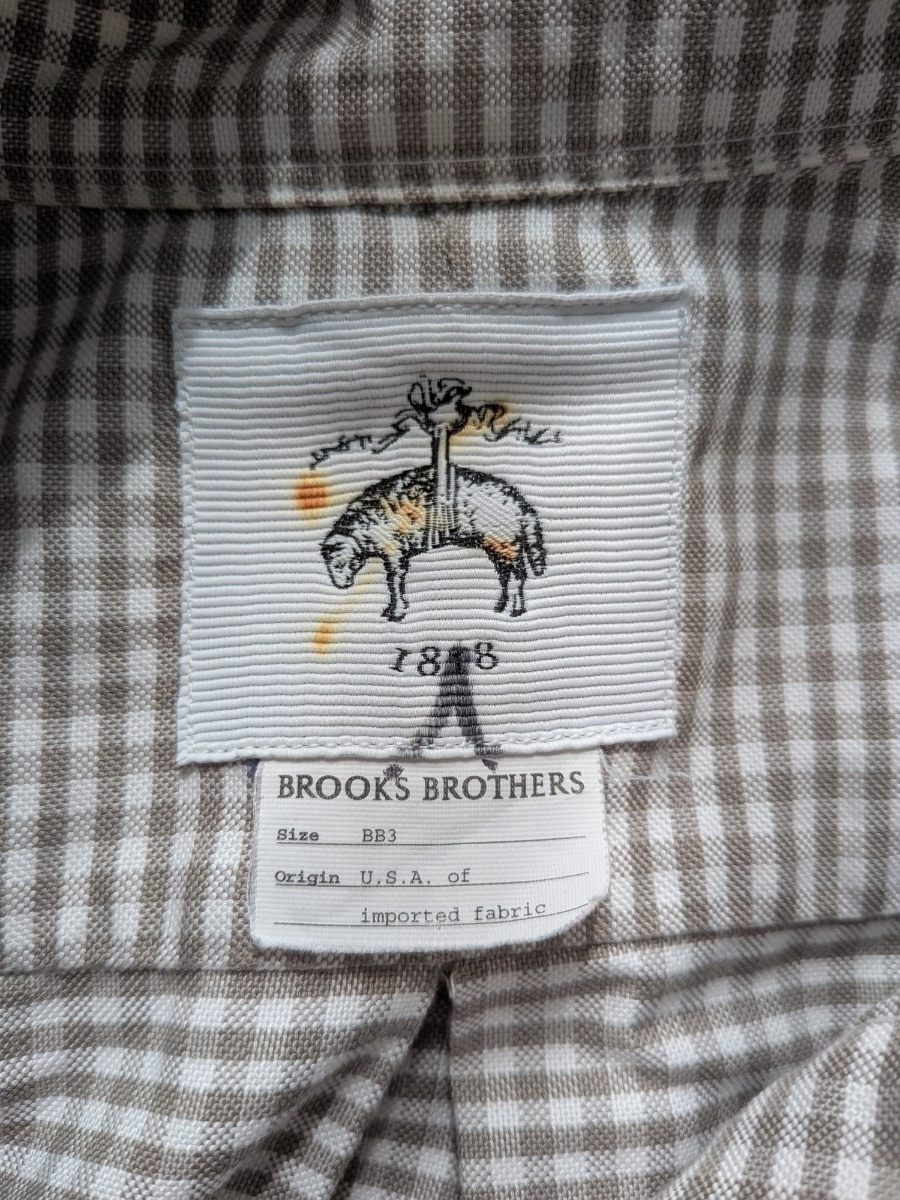 1818
BROOKS BROTHERS
Size BB3
Origin U.S.A. of
imported fabric